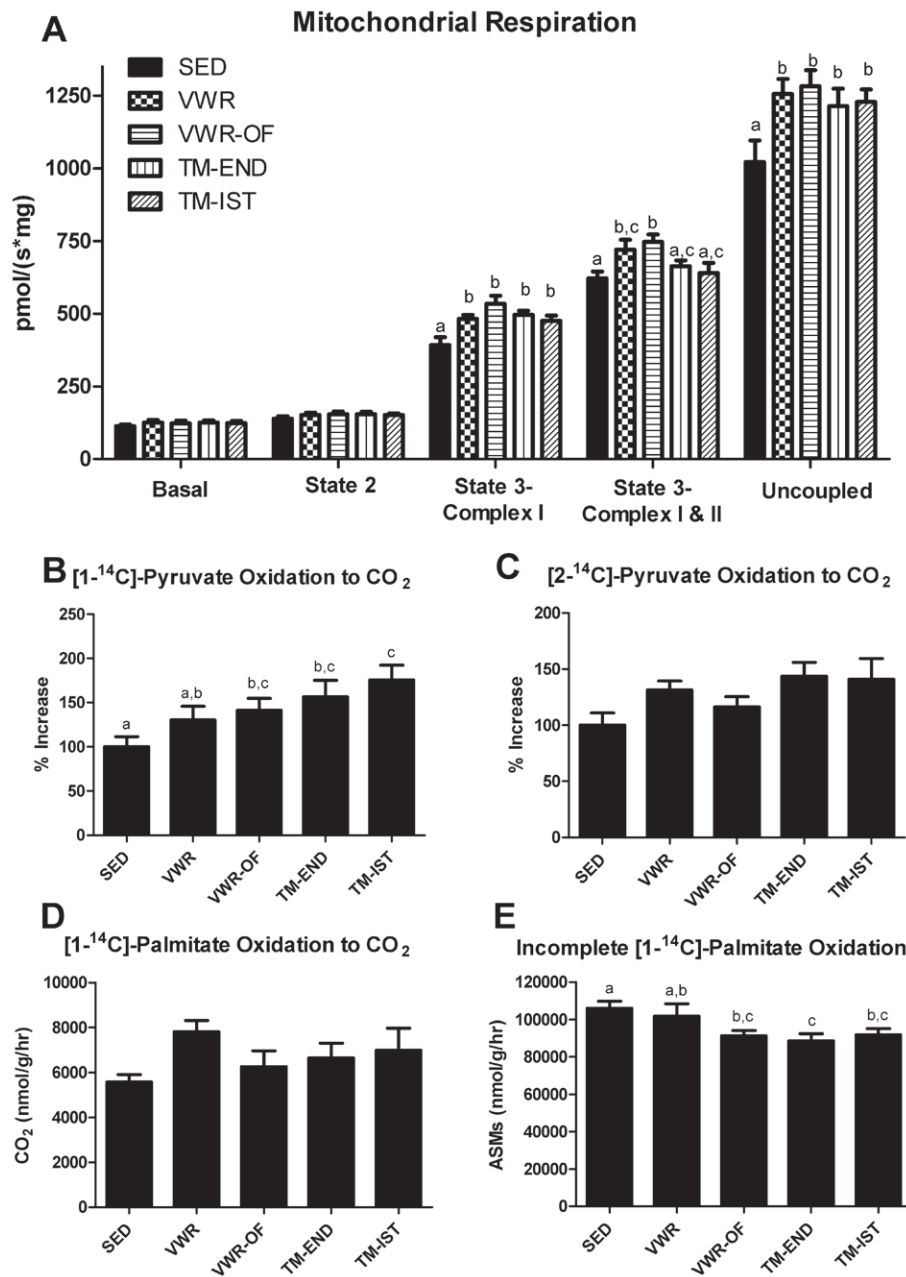 A
Mitochondrial Respiration
SED
VWR
VWR-OF
TM-END
TM-IST
pmol/(s*mg)
1250
1000
750
500
250
0
a b b b b
a b b b b
a b,c b a,c a,c
Basal
State 2
State 3-
Complex I
State 3-
Complex I & II
Uncoupled
B
[1-¹⁴C]-Pyruvate Oxidation to CO₂
% Increase
250
200
150
100
50
0
a a,b b,c b,c c
SED VWR VWR-OF TM-END TM-IST
C
[2-¹⁴C]-Pyruvate Oxidation to CO₂
% Increase
200
150
100
50
0
SED VWR VWR-OF TM-END TM-IST
D
[1-¹⁴C]-Palmitate Oxidation to CO₂
CO₂ (nmol/g/hr)
10000
8000
6000
4000
2000
0
SED VWR VWR-OF TM-END TM-IST
E
Incomplete [1-¹⁴C]-Palmitate Oxidation
ASMs (nmol/g/hr)
120000
100000
80000
60000
40000
20000
0
a a,b b,c c b,c
SED VWR VWR-OF TM-END TM-IST